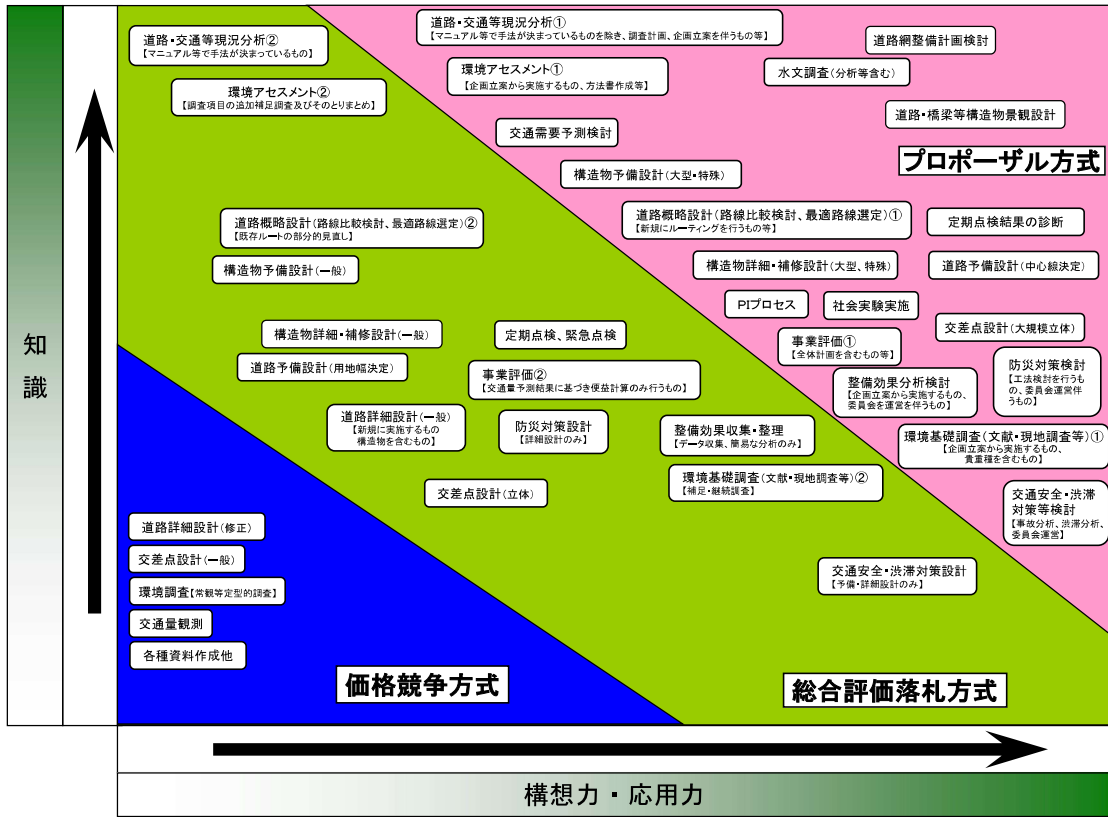 道路・交通等現況分析②
【マニュアル等で手法が決まっているもの】
環境アセスメント②
【調査項目の追加補足調査及びそのとりまとめ】
道路・交通等現況分析①
【マニュアル等で手法が決まっているものを除き、調査計画、企画立案を伴うもの等】
環境アセスメント①
【企画立案から実施するもの、方法書作成等】
道路網整備計画検討
水文調査(分析等含む)
道路・橋梁等構造物景観設計
交通需要予測検討
プロポーザル方式
構造物予備設計(大型・特殊)
道路概略設計(路線比較検討、最適路線選定)①
【新規にルーティングを行うもの等】
定期点検結果の診断
道路概略設計(路線比較検討、最適路線選定)②
【既存ルートの部分的見直し】
構造物予備設計(一般)
構造物詳細・補修設計(大型、特殊)
道路予備設計(中心線決定)
PIプロセス
社会実験実施
交差点設計(大規模立体)
構造物詳細・補修設計(一般)
定期点検、緊急点検
事業評価①
【全体計画を含むもの等】
防災対策検討
【工法検討を行うも
の、委員会運営伴
うもの】
道路予備設計(用地幅決定)
事業評価②
【交通量予測結果に基づき便益計算のみ行うもの】
整備効果分析検討
【企画立案から実施するもの、
委員会を運営を伴うもの】
道路詳細設計(一般)
【新規に実施するもの
構造物を含むもの】
防災対策設計
【詳細設計のみ】
整備効果収集・整理
【データ収集、簡易な分析のみ】
環境基礎調査(文献・現地調査等)①
【企画立案から実施するもの、
貴重種を含むもの】
環境基礎調査(文献・現地調査等)②
【補足・継続調査】
交差点設計(立体)
交通安全・渋滞
対策等検討
【事故分析、渋滞分析、
委員会運営】
道路詳細設計(修正)
交差点設計(一般)
環境調査【常観等定型的調査】
交通量観測
各種資料作成他
交通安全・渋滞対策設計
【予備・詳細設計のみ】
価格競争方式
総合評価落札方式
知
識
構想力・応用力